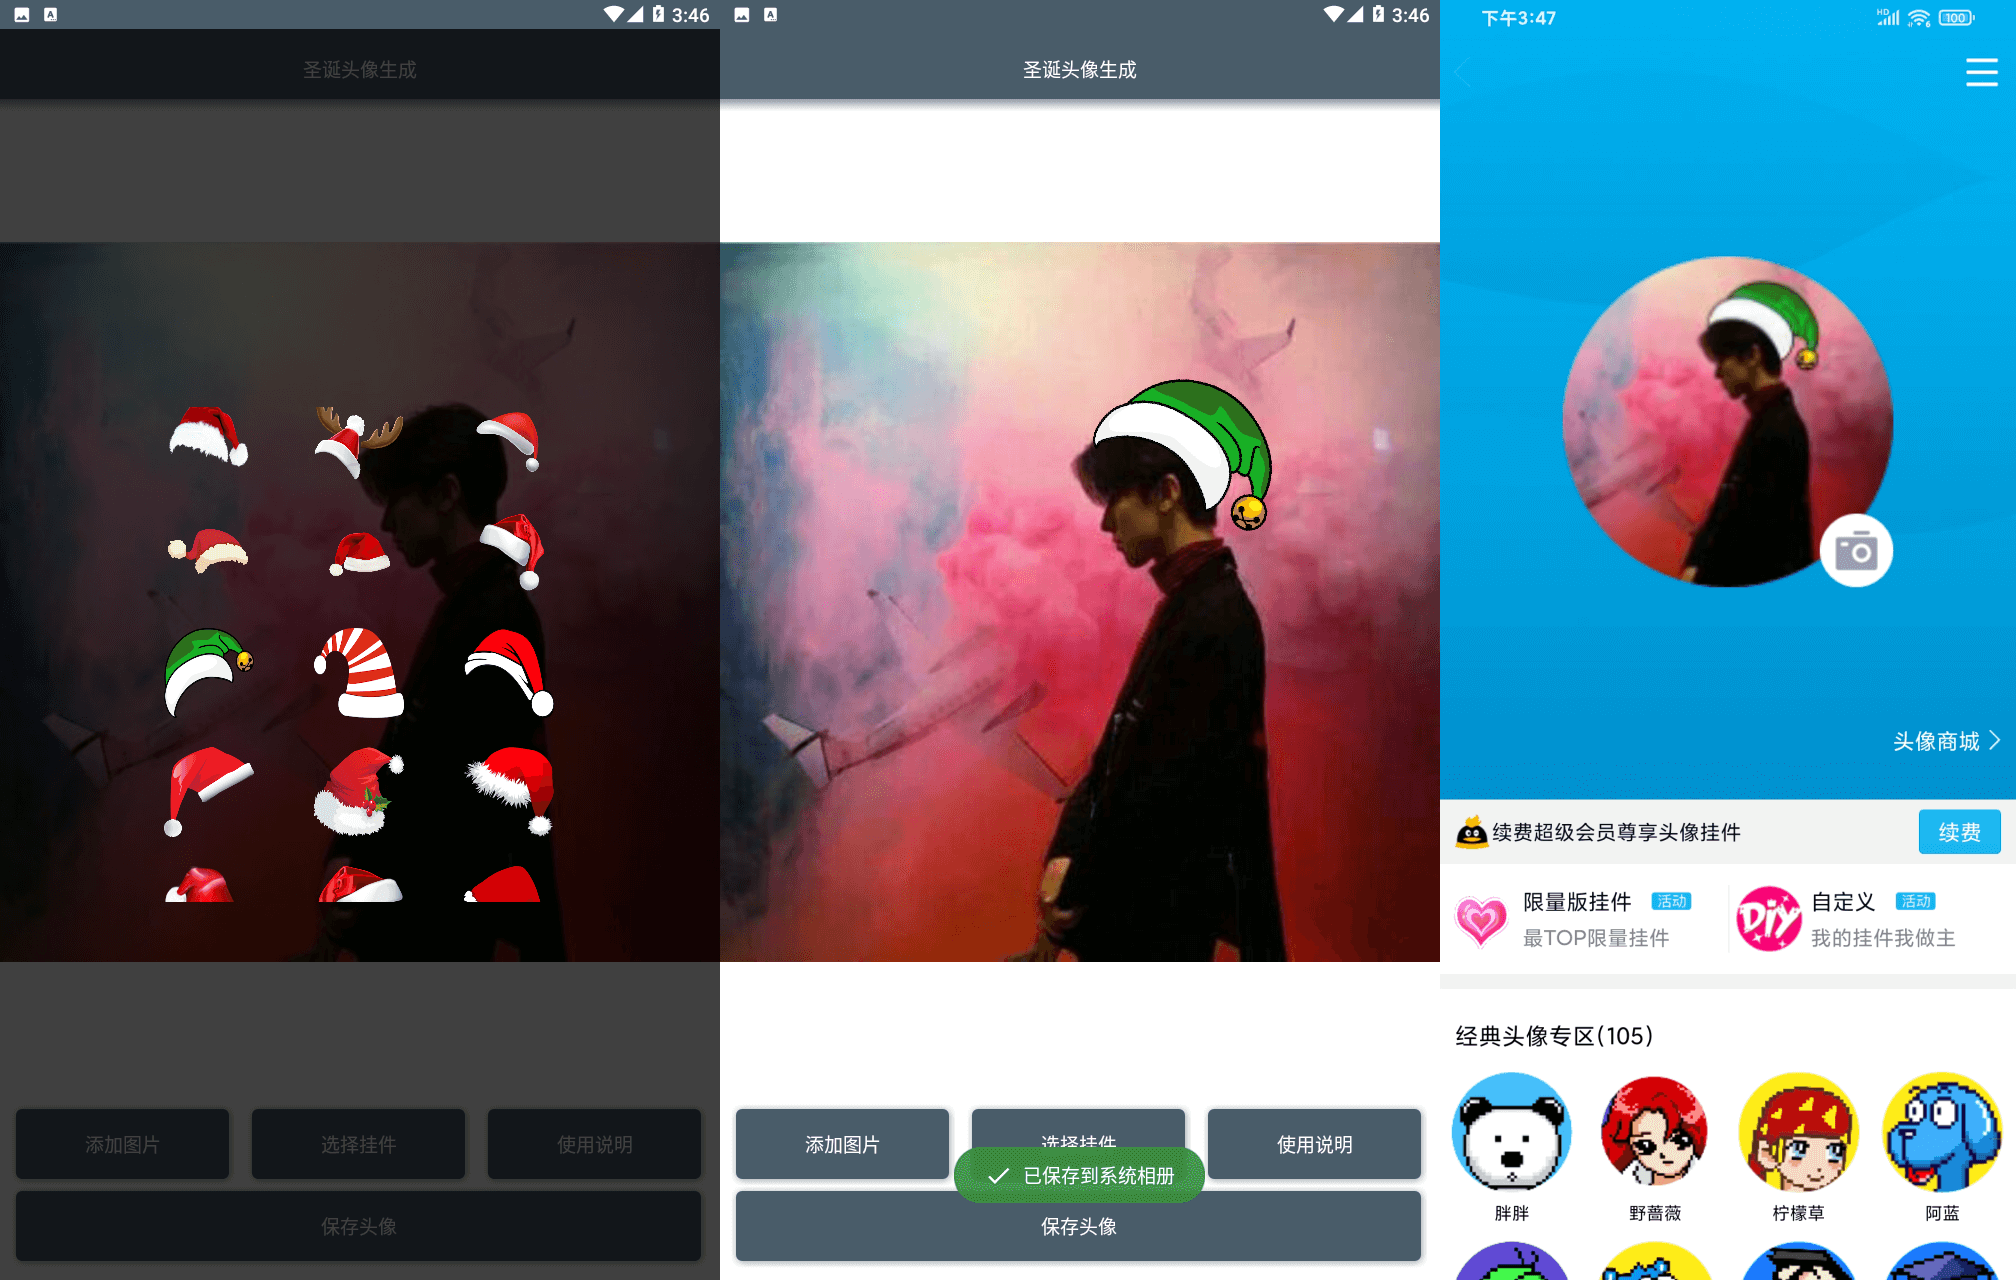 3:46
圣诞头像生成
添加图片
选择挂件
使用说明
保存头像
3:46
圣诞头像生成
添加图片
选择挂件
使用说明
已保存到系统相册
保存头像
下午3:47
HD
6
100
头像商城
续费超级会员尊享头像挂件
续费
限量版挂件
活动
最TOP限量挂件
DIY
自定义
活动
我的挂件我做主
经典头像专区(105)
胖胖
野蔷薇
柠檬草
阿蓝